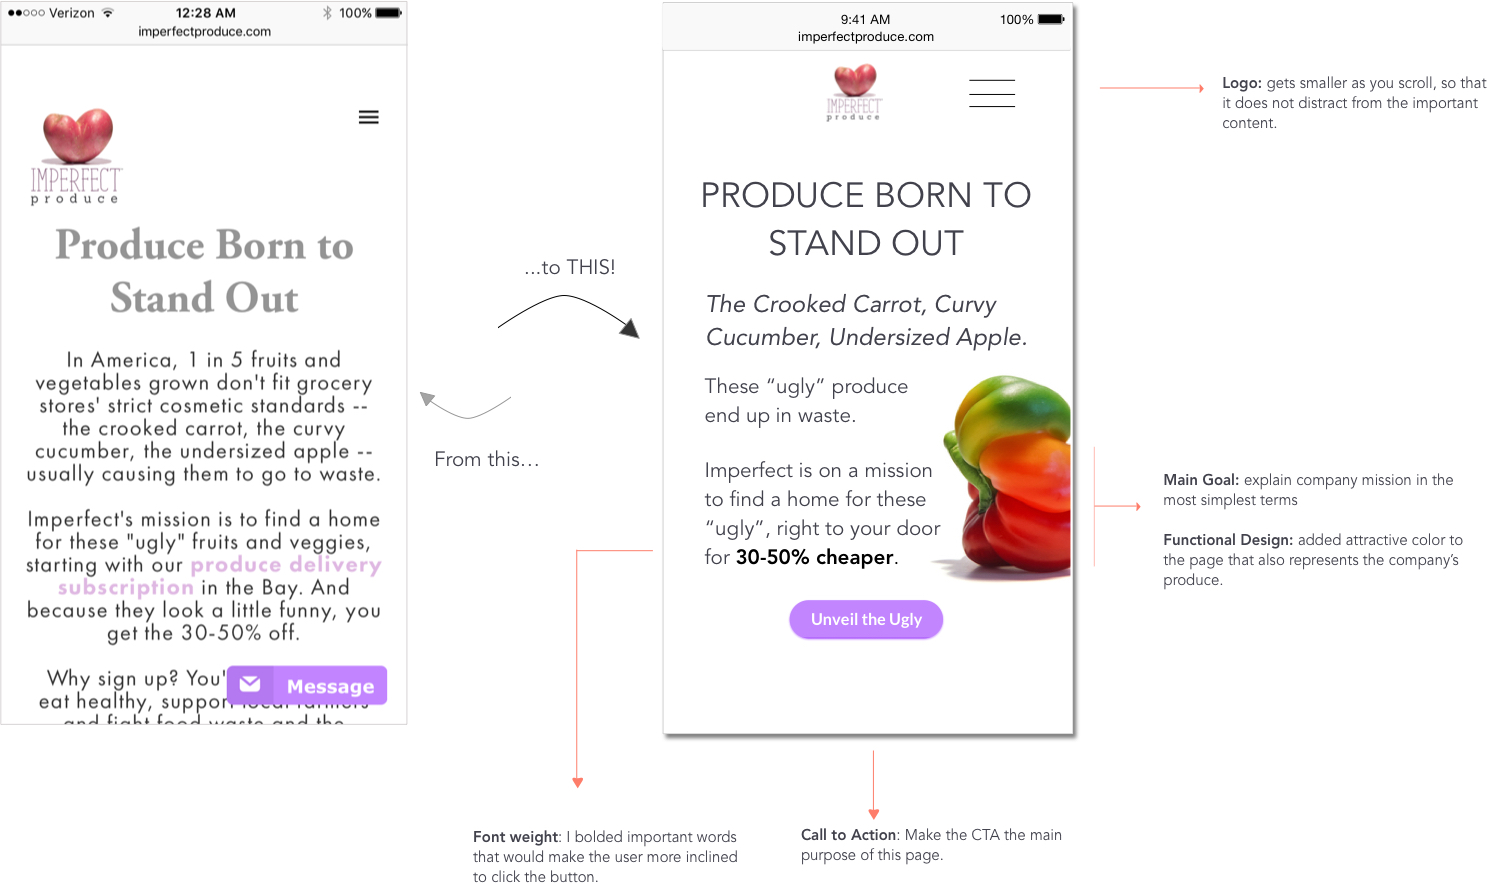 Verizon 12:28 AM 100%
imperfectproduce.com
IMPERFECT
produce
Produce Born to
Stand Out
In America, 1 in 5 fruits and
vegetables grown don't fit grocery
stores' strict cosmetic standards --
the crooked carrot, the curvy
cucumber, the undersized apple --
usually causing them to go to waste.
Imperfect's mission is to find a home
for these "ugly" fruits and veggies,
starting with our produce delivery
subscription in the Bay. And
because they look a little funny, you
get the 30-50% off.
Why sign up? You'
eat healthy, support local farmers
and fight food waste and the
Message
...to THIS!
From this...
9:41 AM 100%
imperfectproduce.com
IMPERFECT
produce
PRODUCE BORN TO
STAND OUT
The Crooked Carrot, Curvy
Cucumber, Undersized Apple.
These “ugly” produce
end up in waste.
Imperfect is on a mission
to find a home for these
“ugly”, right to your door
for 30-50% cheaper.
Unveil the Ugly
Logo: gets smaller as you scroll, so that
it does not distract from the important
content.
Main Goal: explain company mission in the
most simplest terms
Functional Design: added attractive color to
the page that also represents the company’s
produce.
Font weight: I bolded important words
that would make the user more inclined
to click the button.
Call to Action: Make the CTA the main
purpose of this page.